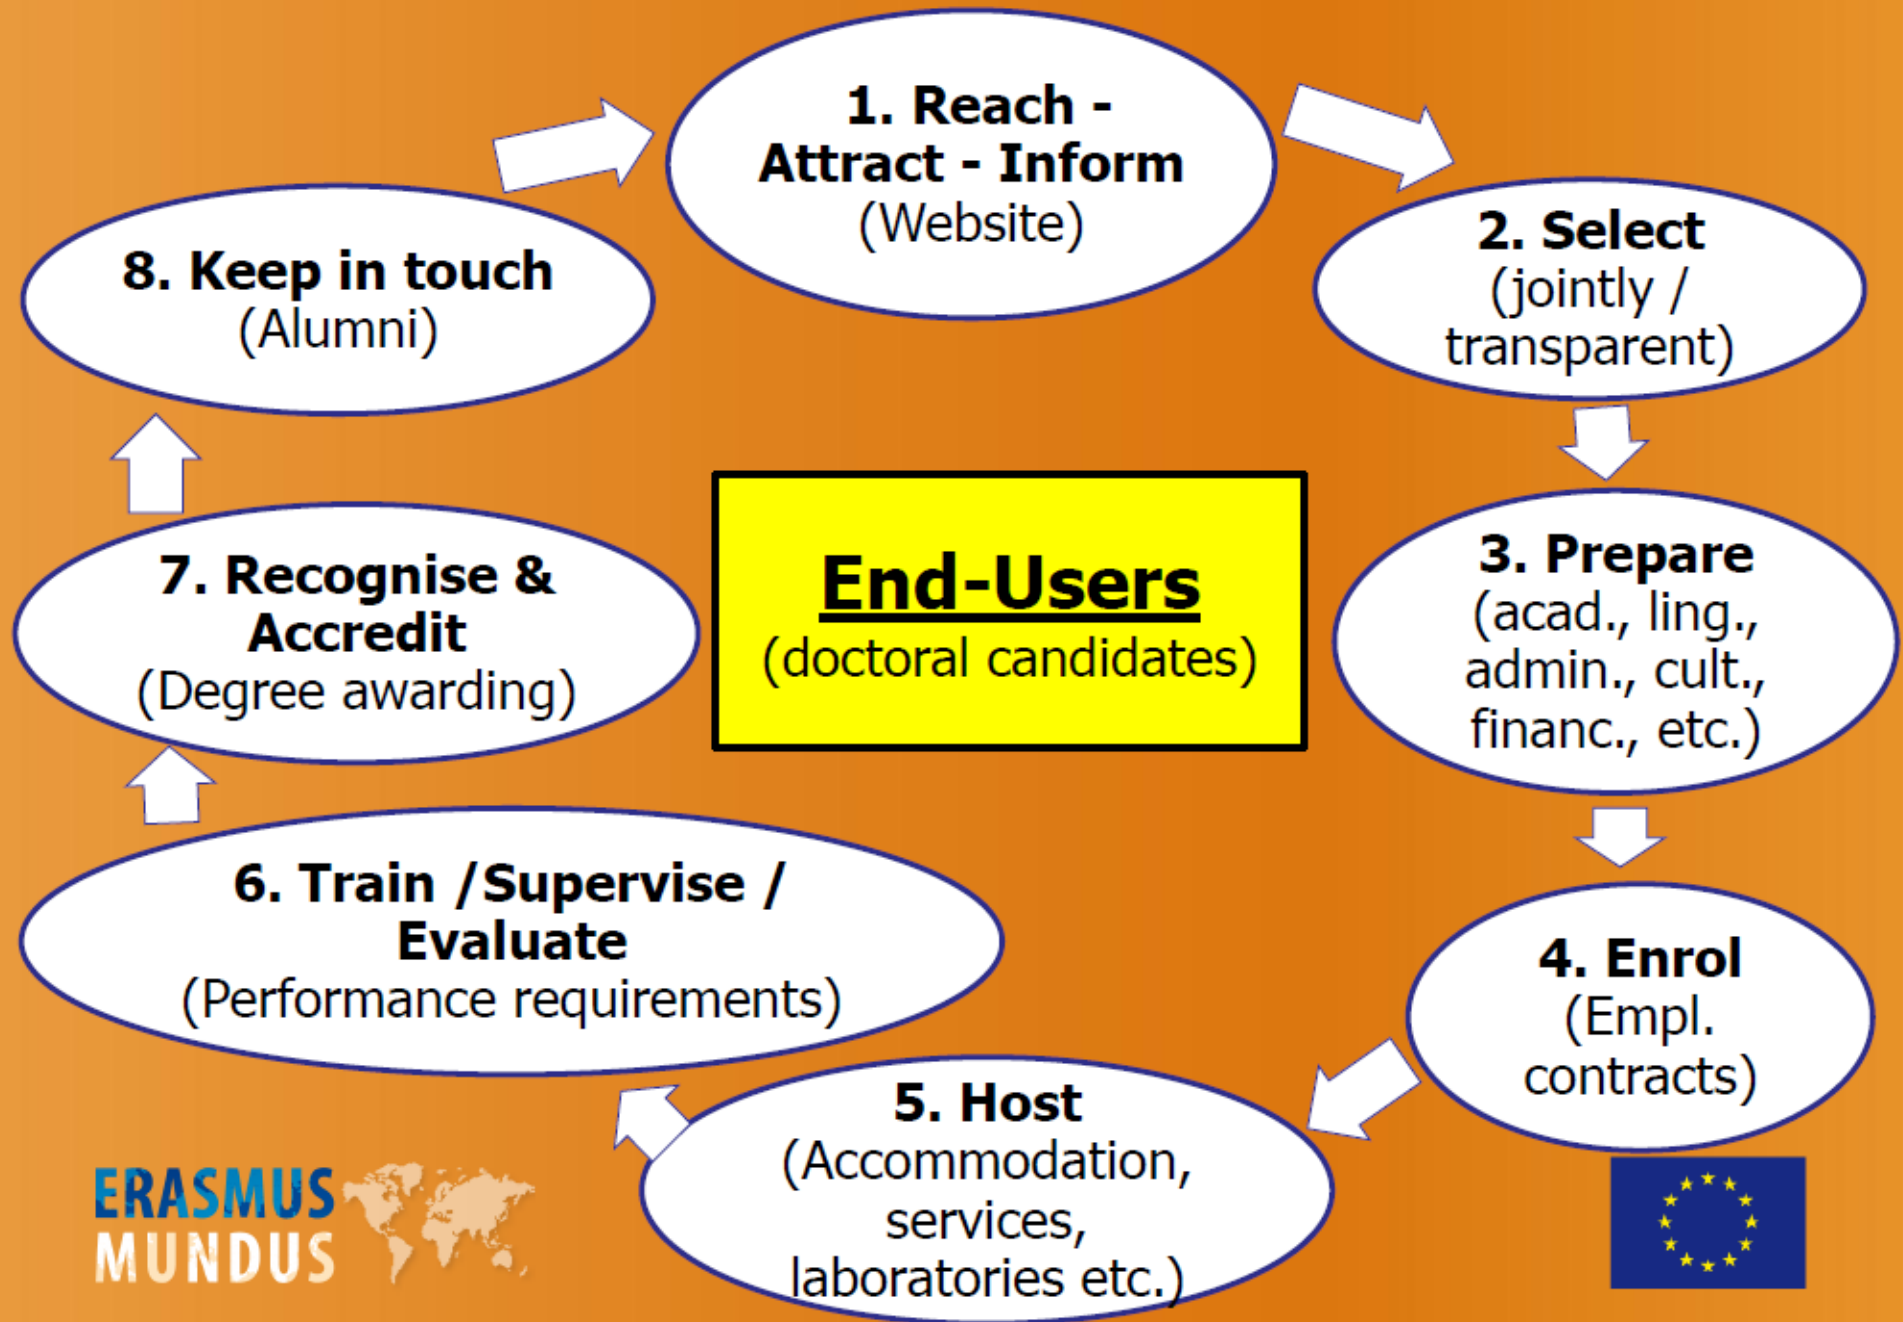 1. Reach -
Attract - Inform
(Website)
2. Select
(jointly /
transparent)
3. Prepare
(acad., ling.,
admin., cult.,
financ., etc.)
4. Enrol
(Empl.
contracts)
5. Host
(Accommodation,
services,
laboratories etc.)
6. Train /Supervise /
Evaluate
(Performance requirements)
7. Recognise &
Accredit
(Degree awarding)
8. Keep in touch
(Alumni)
End-Users
(doctoral candidates)
ERASMUS
MUNDUS